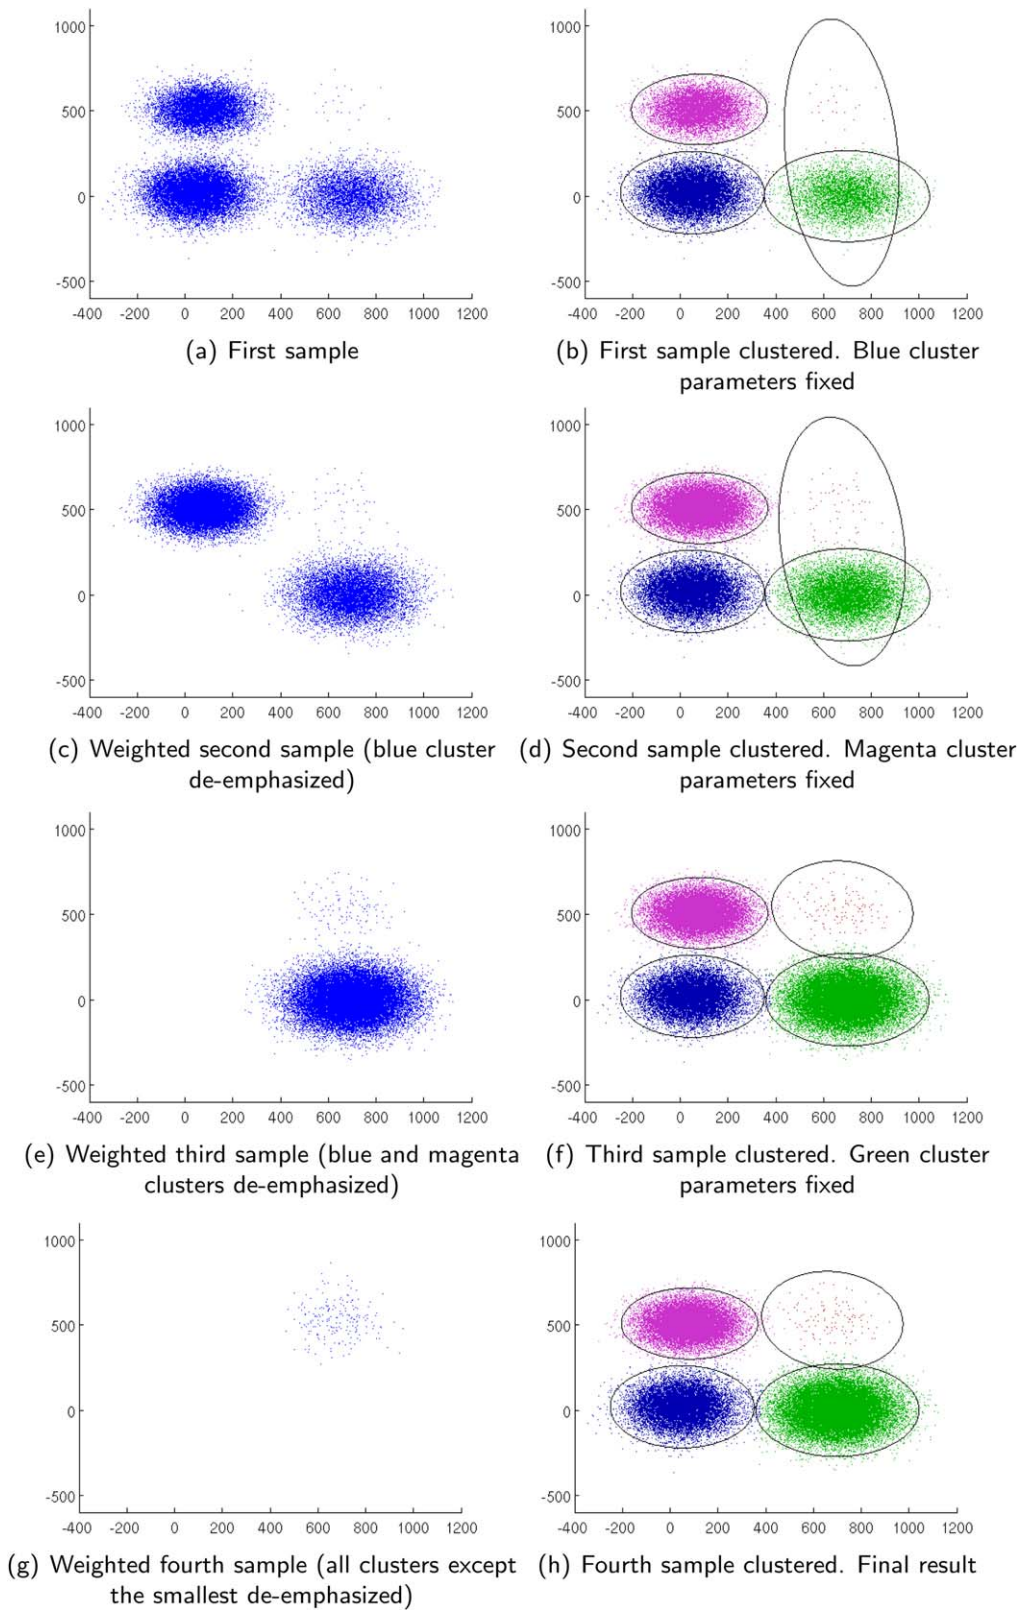 1000
500
0
-500
-400 -200 0 200 400 600 800 1000 1200
(a) First sample
1000
500
0
-500
-400 -200 0 200 400 600 800 1000 1200
(b) First sample clustered. Blue cluster
parameters fixed
1000
500
0
-500
-400 -200 0 200 400 600 800 1000 1200
(c) Weighted second sample (blue cluster
de-emphasized)
1000
500
0
-500
-400 -200 0 200 400 600 800 1000 1200
(d) Second sample clustered. Magenta cluster
parameters fixed
1000
500
0
-500
-400 -200 0 200 400 600 800 1000 1200
(e) Weighted third sample (blue and magenta
clusters de-emphasized)
1000
500
0
-500
-400 -200 0 200 400 600 800 1000 1200
(f) Third sample clustered. Green cluster
parameters fixed
1000
500
0
-500
-400 -200 0 200 400 600 800 1000 1200
(g) Weighted fourth sample (all clusters except
the smallest de-emphasized)
1000
500
0
-500
-400 -200 0 200 400 600 800 1000 1200
(h) Fourth sample clustered. Final result